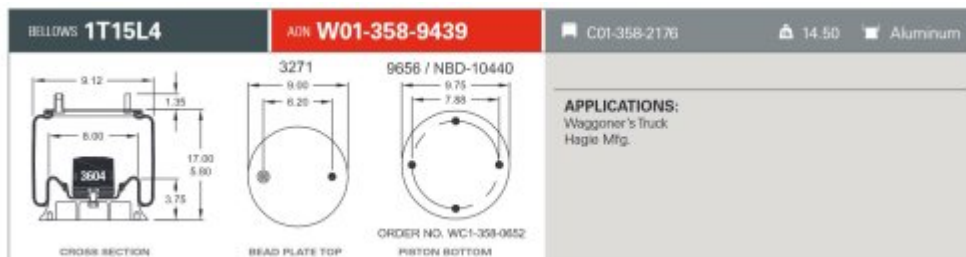 BELLOWS 1T15L4
AON W01-358-9439
C01-358-2176
14.50
Aluminum
3271
9656 / NBD-10440
9.12
1.35
8.00
17.00
5.80
3604
3.75
9.00
6.20
9.75
7.88
ORDER NO. WC1-358-0652
CROSS SECTION
BEAD PLATE TOP
PISTON BOTTOM
APPLICATIONS:
Waggoner's Truck
Hagie Mfg.